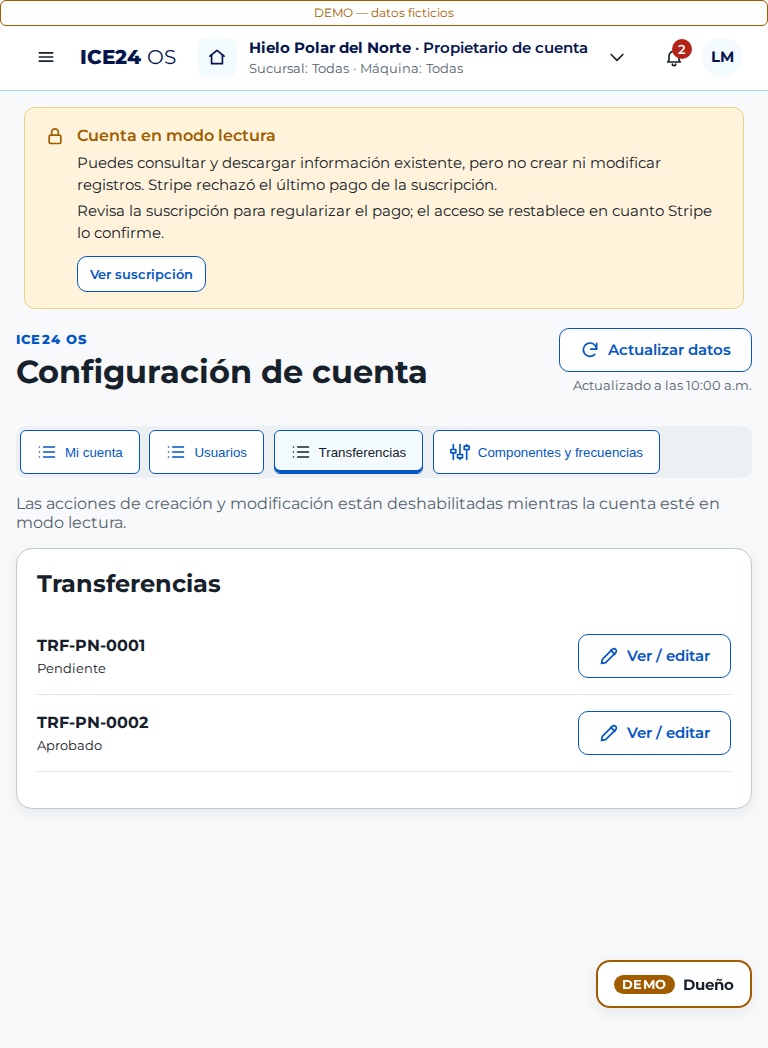 DEMO — datos ficticios
ICE24 OS
Hielo Polar del Norte · Propietario de cuenta
Sucursal: Todas · Máquina: Todas
2
LM
Cuenta en modo lectura
Puedes consultar y descargar información existente, pero no crear ni modificar
registros. Stripe rechazó el último pago de la suscripción.
Revisa la suscripción para regularizar el pago; el acceso se restablece en cuanto Stripe
lo confirme.
Ver suscripción
ICE24 OS
Configuración de cuenta
Actualizar datos
Actualizado a las 10:00 a.m.
Mi cuenta
Usuarios
Transferencias
Componentes y frecuencias
Las acciones de creación y modificación están deshabilitadas mientras la cuenta esté en
modo lectura.
Transferencias
TRF-PN-0001
Pendiente
Ver / editar
TRF-PN-0002
Aprobado
Ver / editar
DEMO Dueño